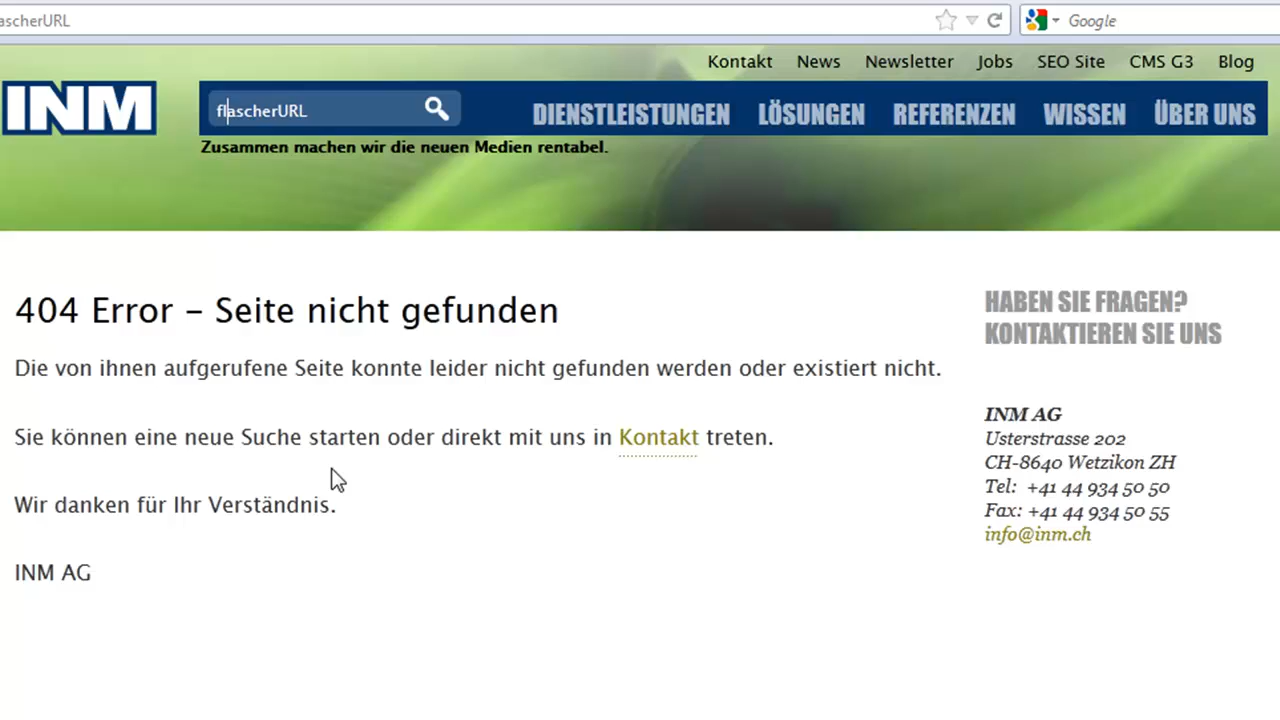 ascherURL
Google
Kontakt News Newsletter Jobs SEO Site CMS G3 Blog
INM
flascherURL
DIENSTLEISTUNGEN LÖSUNGEN REFERENZEN WISSEN ÜBER UNS
Zusammen machen wir die neuen Medien rentabel.
404 Error - Seite nicht gefunden
Die von ihnen aufgerufene Seite konnte leider nicht gefunden werden oder existiert nicht.
Sie können eine neue Suche starten oder direkt mit uns in Kontakt treten.
Wir danken für Ihr Verständnis.
INM AG
HABEN SIE FRAGEN?
KONTAKTIEREN SIE UNS
INM AG
Usterstrasse 202
CH-8640 Wetzikon ZH
Tel: +41 44 934 50 50
Fax: +41 44 934 50 55
info@inm.ch